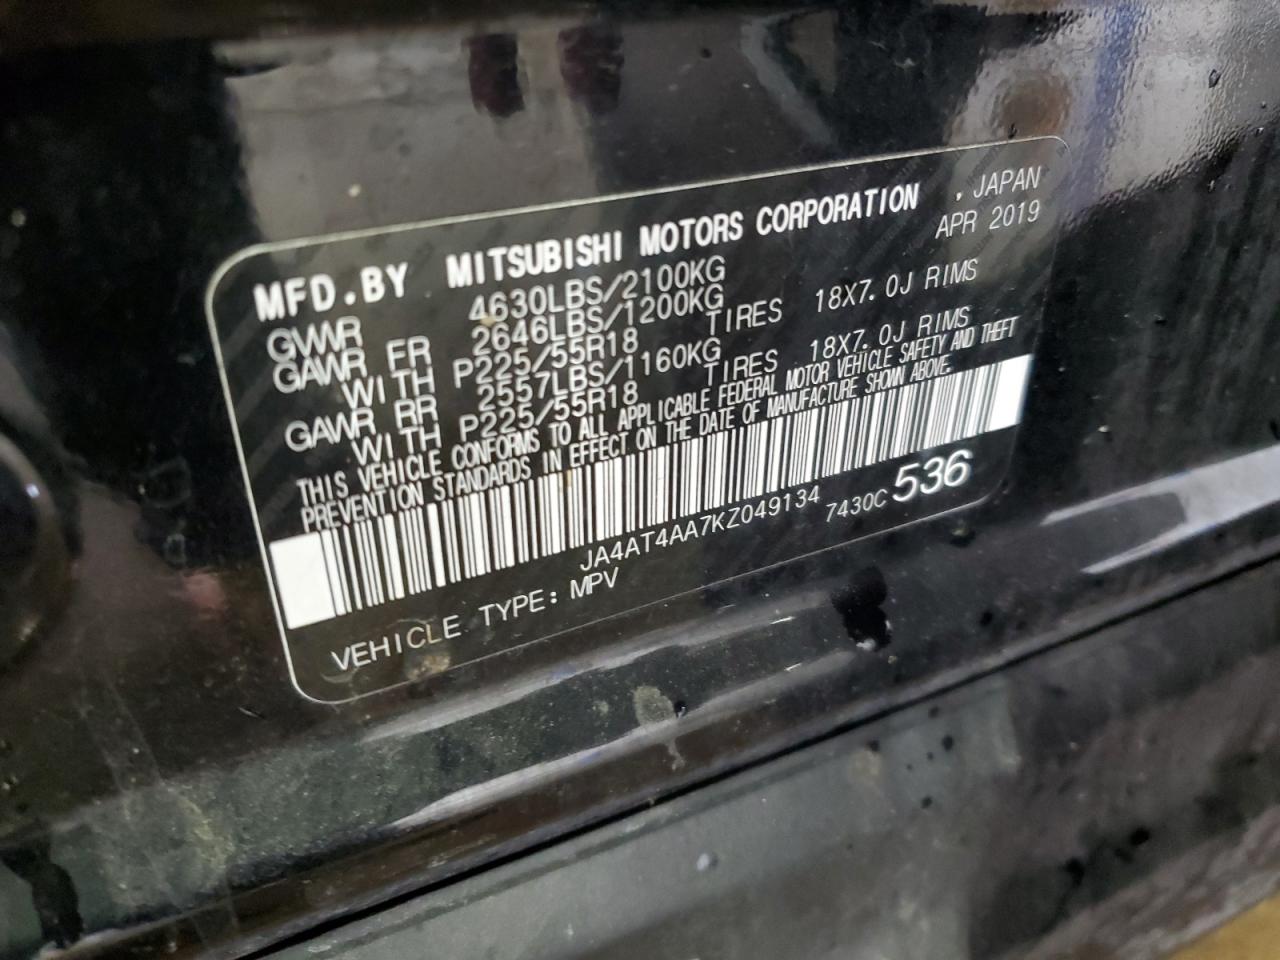 MFD.BY MITSUBISHI MOTORS CORPORATION , JAPAN
APR 2019
GVWR 4630LBS/2100KG
GAWR FR 2646LBS/1200KG
WITH P225/55R18 TIRES 18X7.0J RIMS
GAWR RR 2557LBS/1160KG
WITH P225/55R18 TIRES 18X7.0J RIMS
THIS VEHICLE CONFORMS TO ALL APPLICABLE FEDERAL MOTOR VEHICLE SAFETY AND THEFT
PREVENTION STANDARDS IN EFFECT ON THE DATE OF MANUFACTURE SHOWN ABOVE.
JA4AT4AA7KZ049134 7430C 536
VEHICLE TYPE: MPV